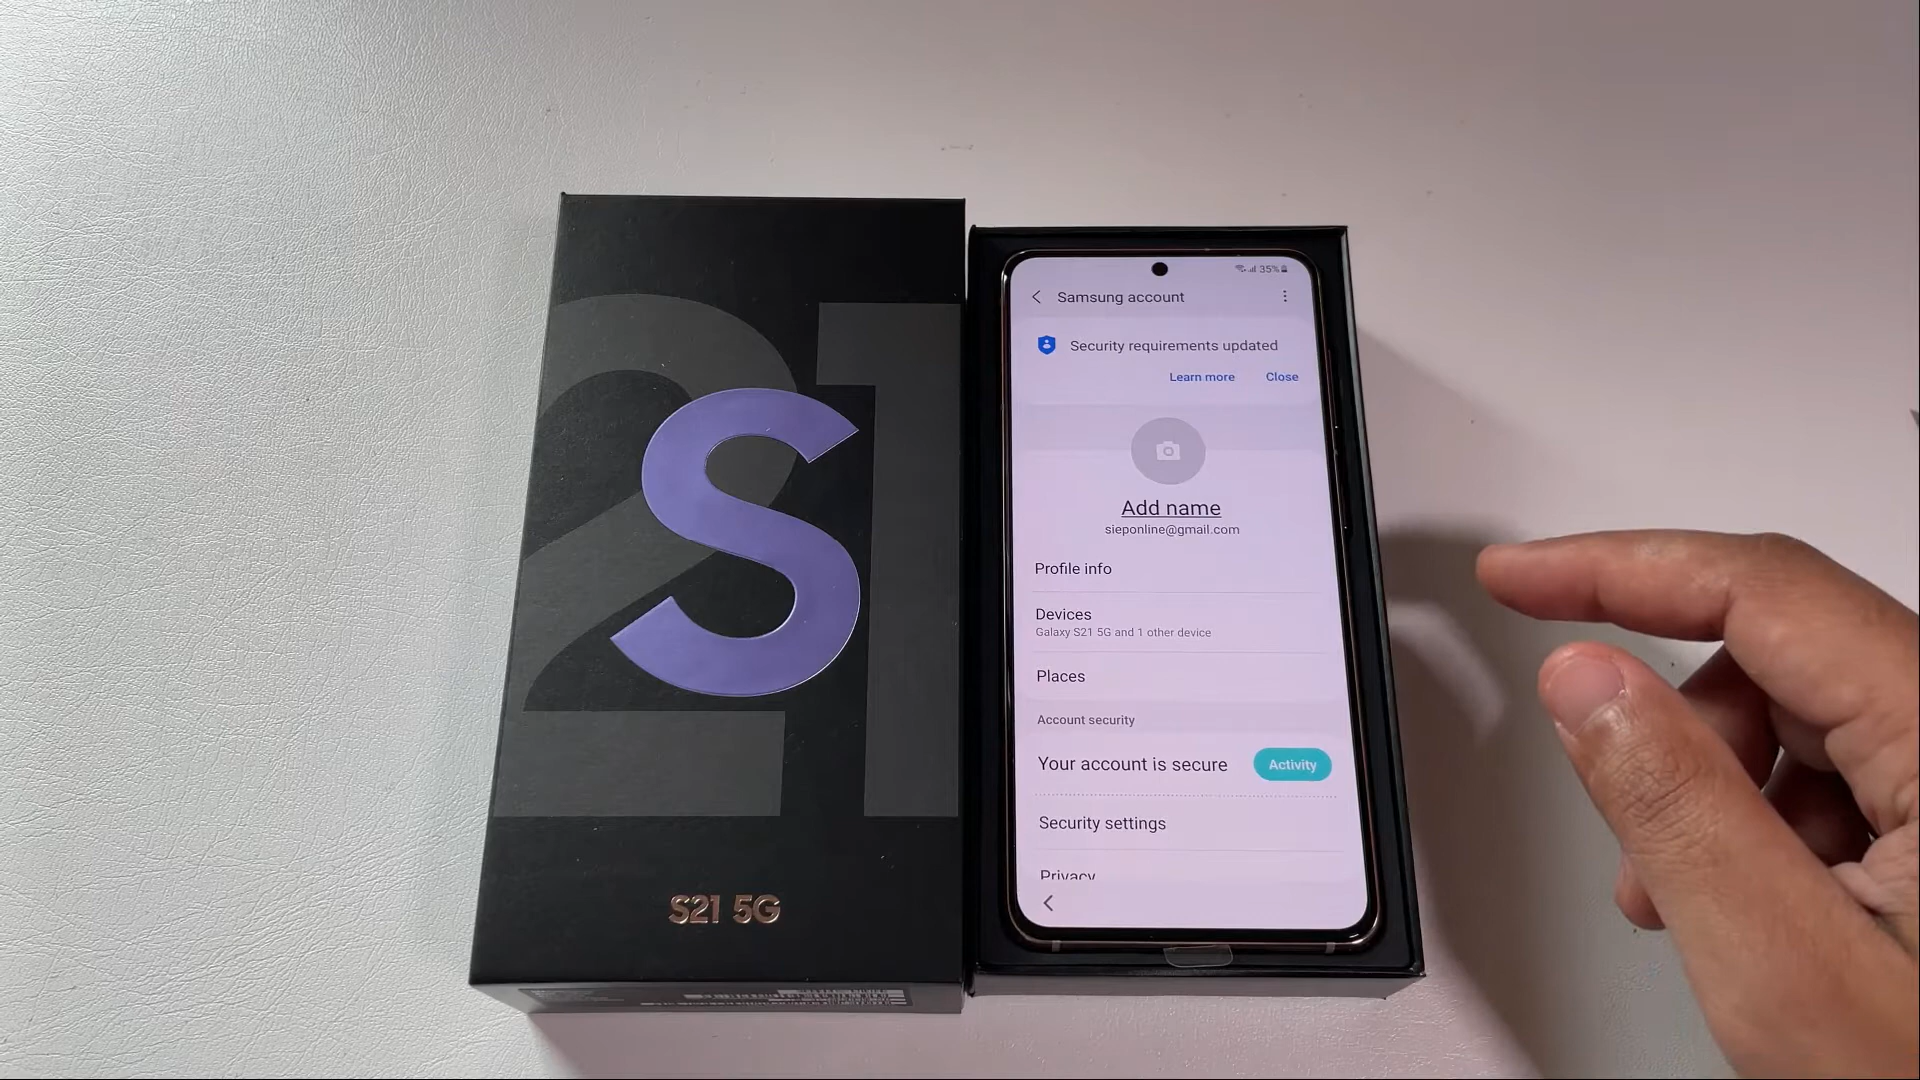 21
S
S21 5G
35%
Samsung account
Security requirements updated
Learn more Close
Add name
sieponline@gmail.com
Profile info
Devices
Galaxy S21 5G and 1 other device
Places
Account security
Your account is secure Activity
Security settings
Privacy